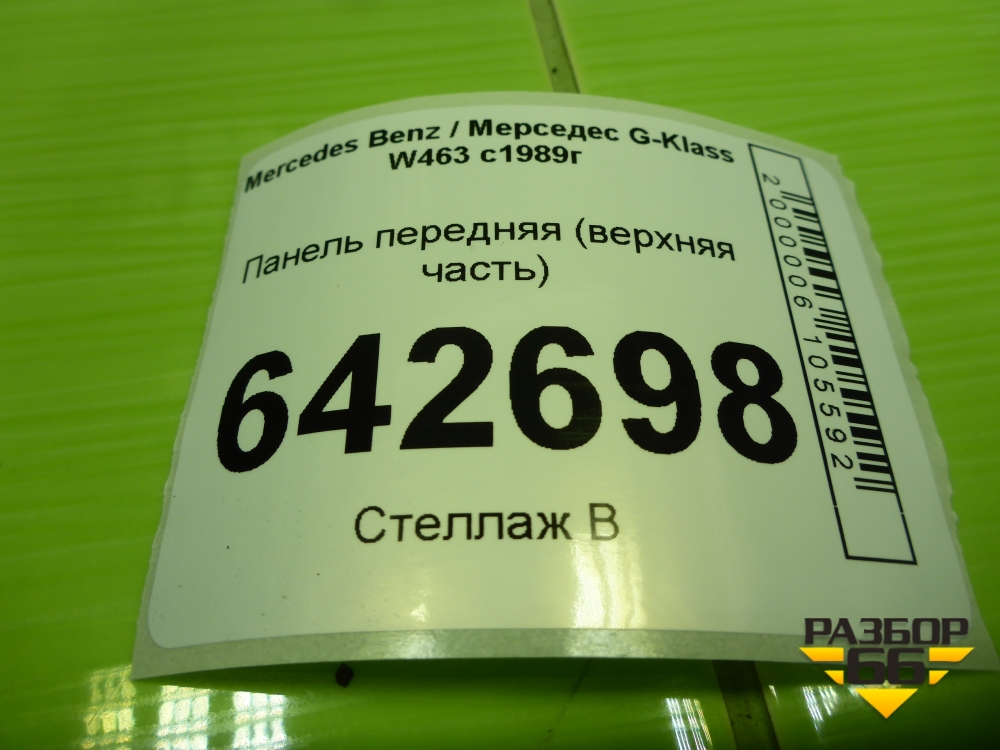 Mercedes Benz / Мерседес G-Klass
W463 с1989г
Панель передняя (верхняя
часть)
642698
Стеллаж В
2000006105592
РАЗБОР
66